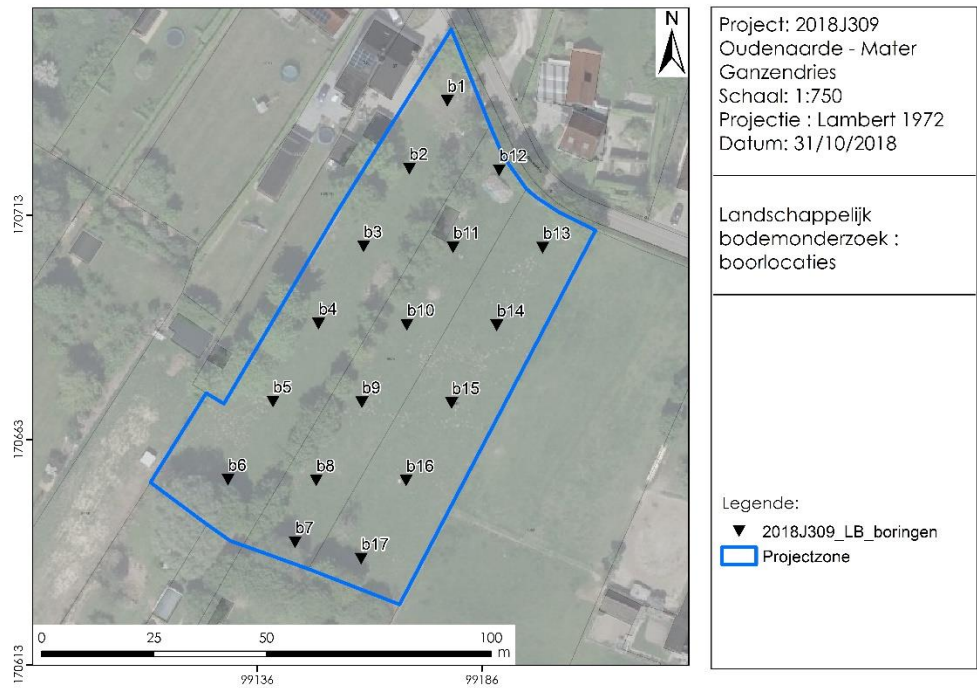 N
b1
b2
b12
b3
b11
b13
b4
b10
b14
b5
b9
b15
b6
b8
b16
b7
b17
170713
170663
170613
0 25 50 100
m
99136 99186
Project: 2018J309
Oudenaarde - Mater
Ganzendries
Schaal: 1:750
Projectie : Lambert 1972
Datum: 31/10/2018
Landschappelijk
bodemonderzoek :
boorlocaties
Legende:
2018J309_LB_boringen
Projectzone